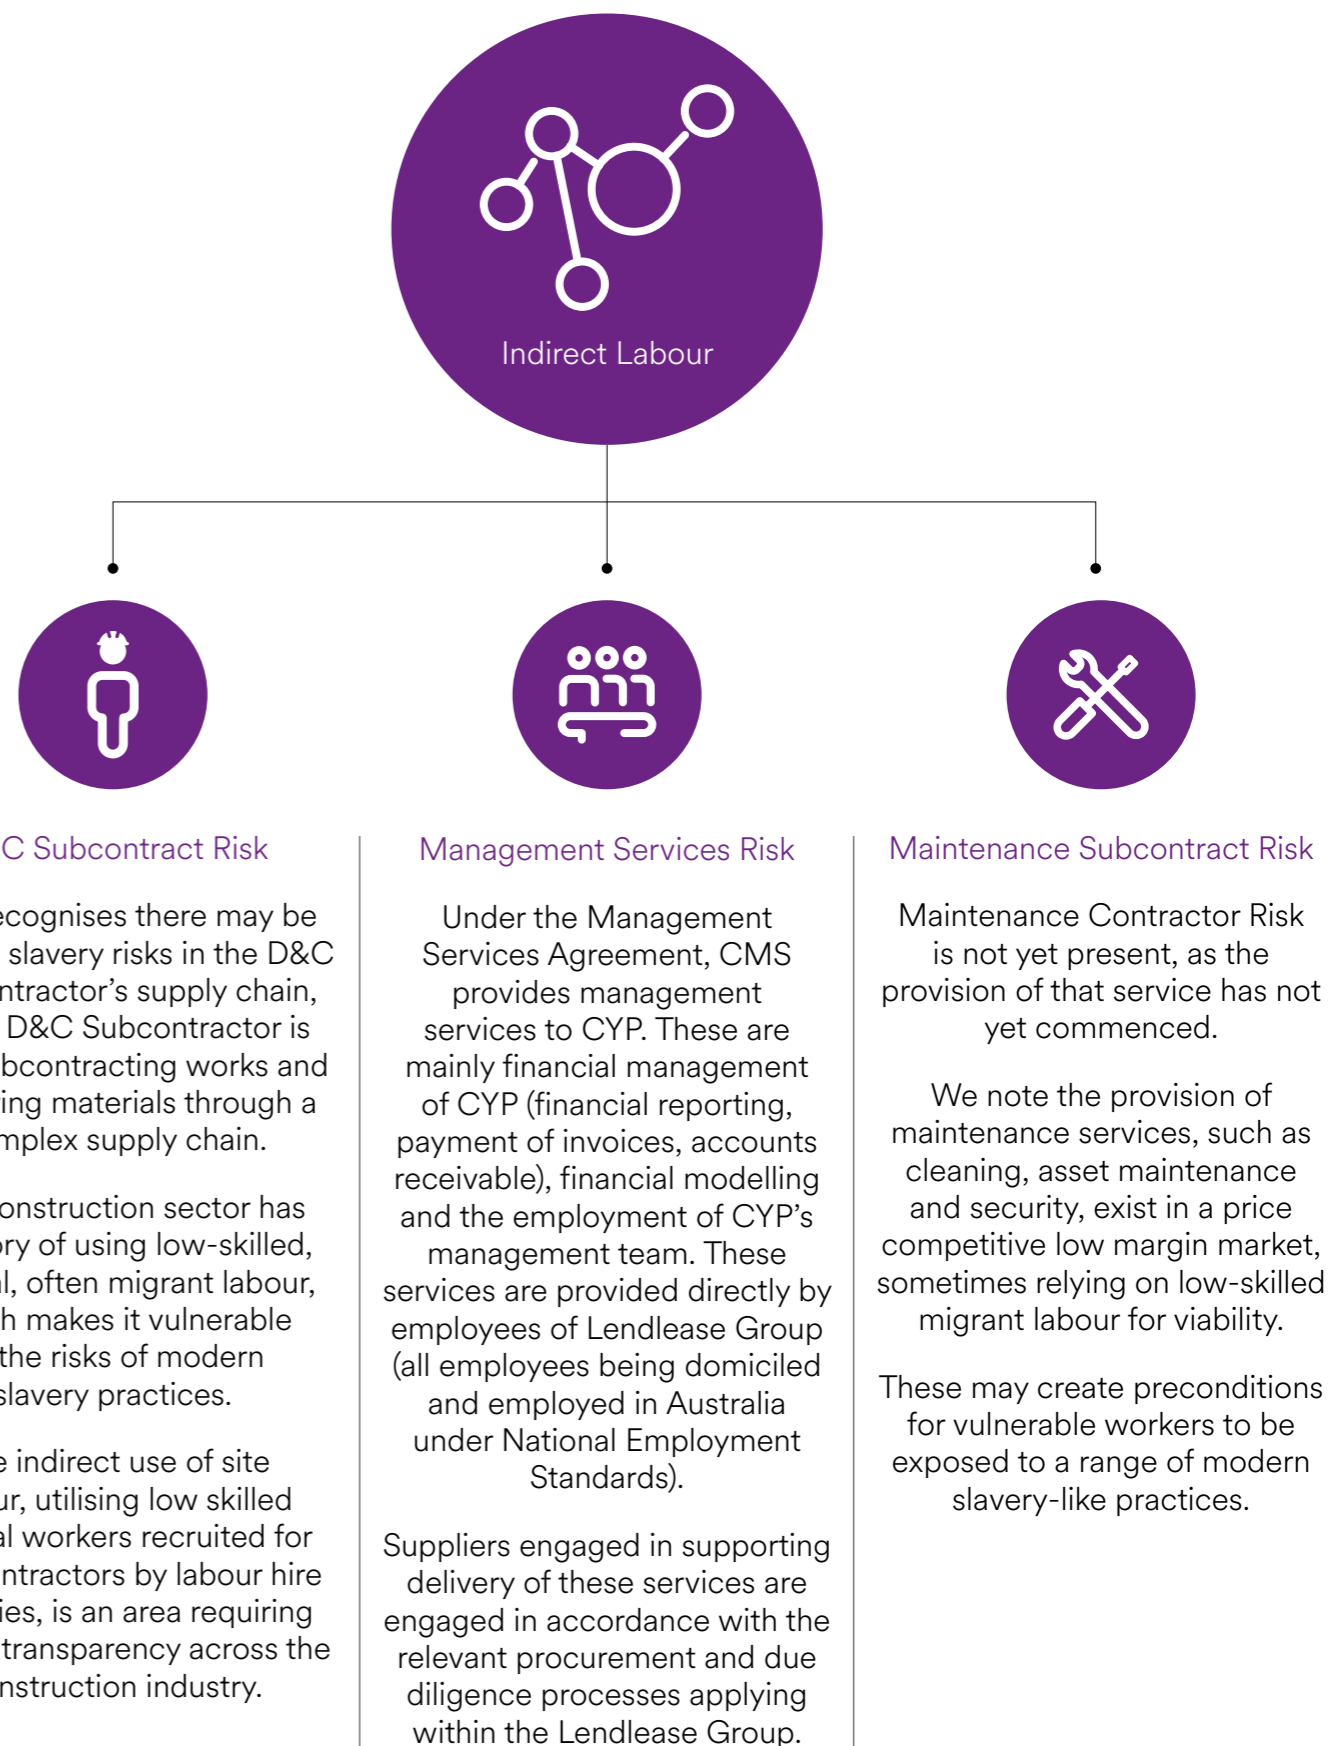 Indirect Labour
C Subcontract Risk
ecognises there may be
slavery risks in the D&C
ntractor's supply chain,
D&C Subcontractor is
bcontracting works and
ring materials through a
mplex supply chain.
onstruction sector has
ory of using low-skilled,
l, often migrant labour,
h makes it vulnerable
the risks of modern
slavery practices.
e indirect use of site
ur, utilising low skilled
al workers recruited for
ntractors by labour hire
ies, is an area requiring
transparency across the
nstruction industry.
Management Services Risk
Under the Management
Services Agreement, CMS
provides management
services to CYP. These are
mainly financial management
of CYP (financial reporting,
payment of invoices, accounts
receivable), financial modelling
and the employment of CYP's
management team. These
services are provided directly by
employees of Lendlease Group
(all employees being domiciled
and employed in Australia
under National Employment
Standards).
Suppliers engaged in supporting
delivery of these services are
engaged in accordance with the
relevant procurement and due
diligence processes applying
within the Lendlease Group.
Maintenance Subcontract Risk
Maintenance Contractor Risk
is not yet present, as the
provision of that service has not
yet commenced.
We note the provision of
maintenance services, such as
cleaning, asset maintenance
and security, exist in a price
competitive low margin market,
sometimes relying on low-skilled
migrant labour for viability.
These may create preconditions
for vulnerable workers to be
exposed to a range of modern
slavery-like practices.